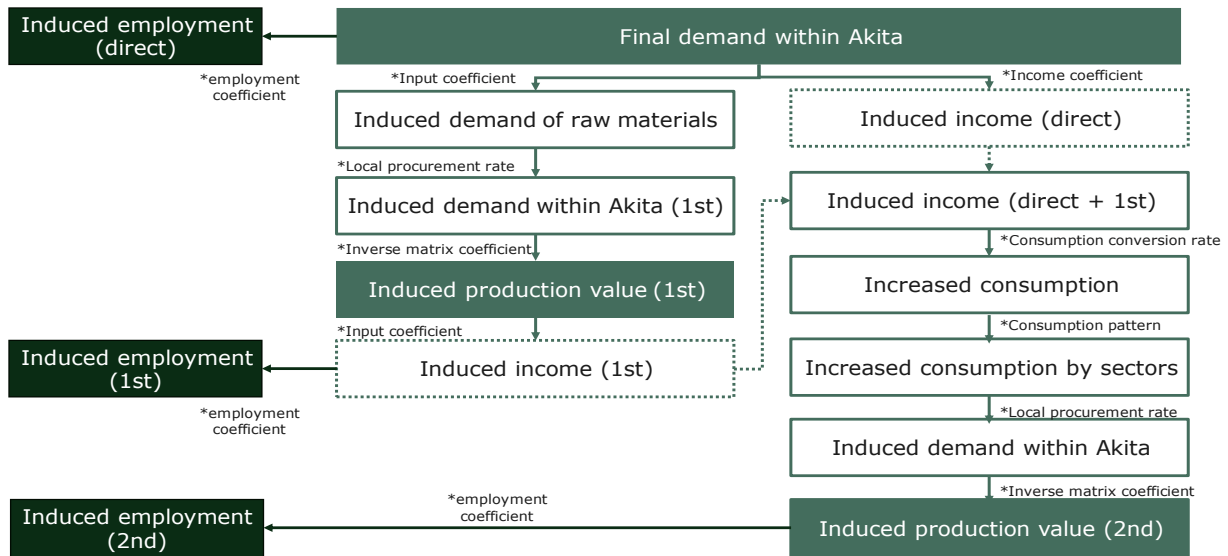 Induced employment
(direct)
Final demand within Akita
*employment
coefficient
*Input coefficient
*Income coefficient
Induced demand of raw materials
Induced income (direct)
*Local procurement rate
Induced demand within Akita (1st)
Induced income (direct + 1st)
*Inverse matrix coefficient
*Consumption conversion rate
Induced production value (1st)
Increased consumption
*Input coefficient
*Consumption pattern
Induced employment
(1st)
Induced income (1st)
Increased consumption by sectors
*employment
coefficient
*Local procurement rate
Induced demand within Akita
*employment
coefficient
*Inverse matrix coefficient
Induced employment
(2nd)
Induced production value (2nd)